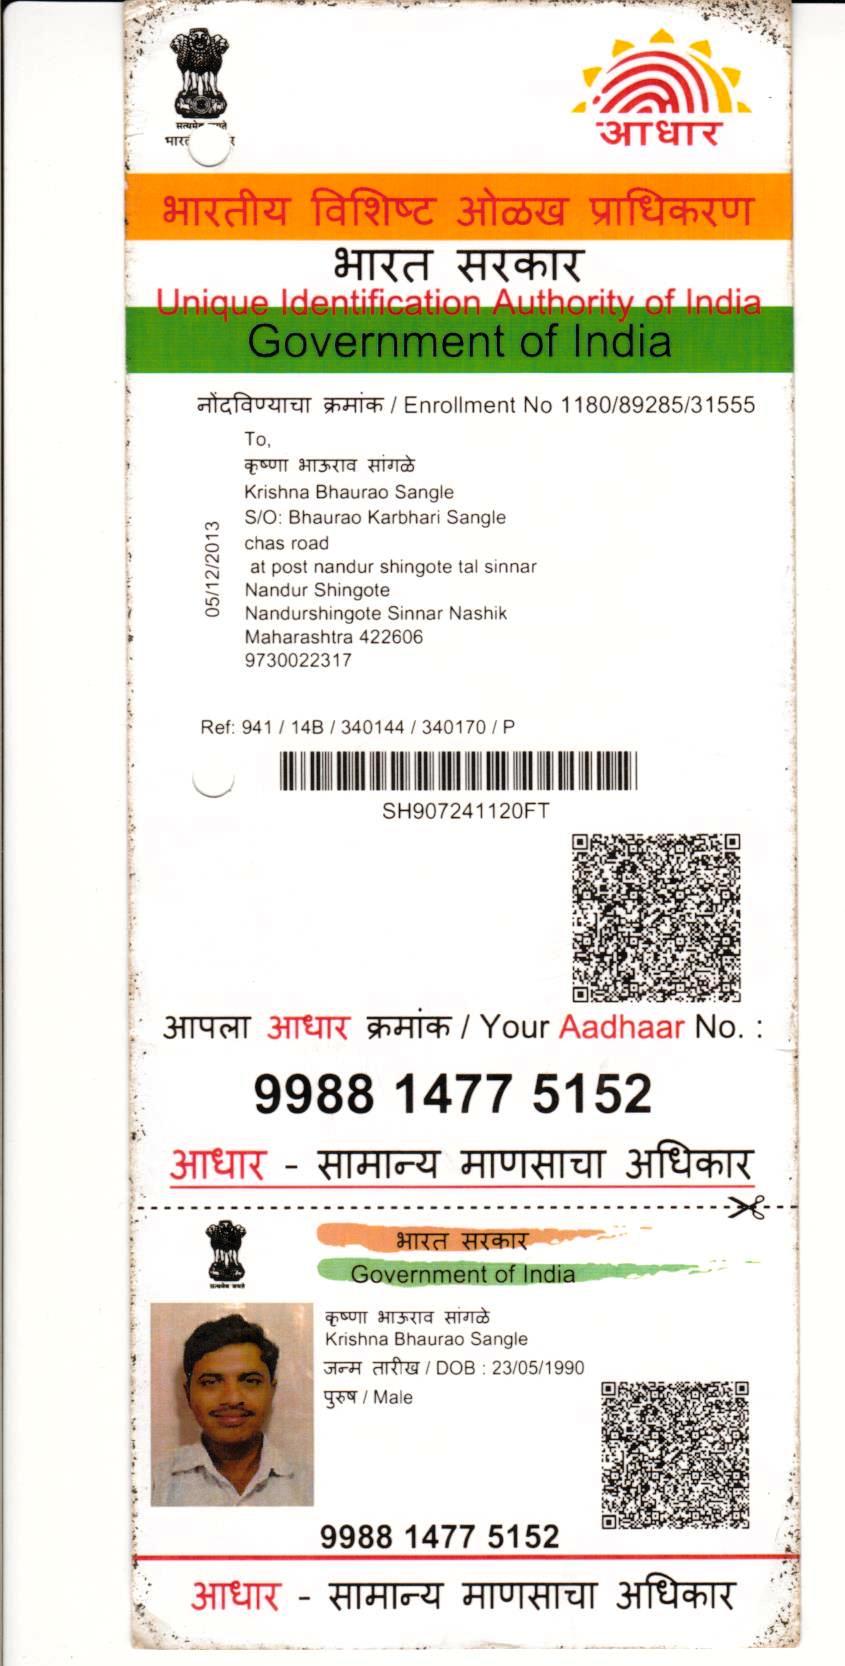 सत्यमेव जयते
आधार
भारतीय विशिष्ट ओळख प्राधिकरण
भारत सरकार
Unique Identification Authority of India
Government of India
नोंदविण्याचा क्रमांक / Enrollment No 1180/89285/31555
To,
कृष्णा भाऊराव सांगळे
Krishna Bhaurao Sangle
S/O: Bhaurao Karbhari Sangle
chas road
at post nandur shingote tal sinnar
Nandur Shingote
Nandurshingote Sinnar Nashik
Maharashtra 422606
9730022317
05/12/2013
Ref: 941 / 14B / 340144 / 340170 / P
SH907241120FT
आपला आधार क्रमांक / Your Aadhaar No. :
9988 1477 5152
आधार - सामान्य माणसाचा अधिकार
सत्यमेव जयते
भारत सरकार
Government of India
कृष्णा भाऊराव सांगळे
Krishna Bhaurao Sangle
जन्म तारीख / DOB : 23/05/1990
पुरुष / Male
9988 1477 5152
आधार - सामान्य माणसाचा अधिकार